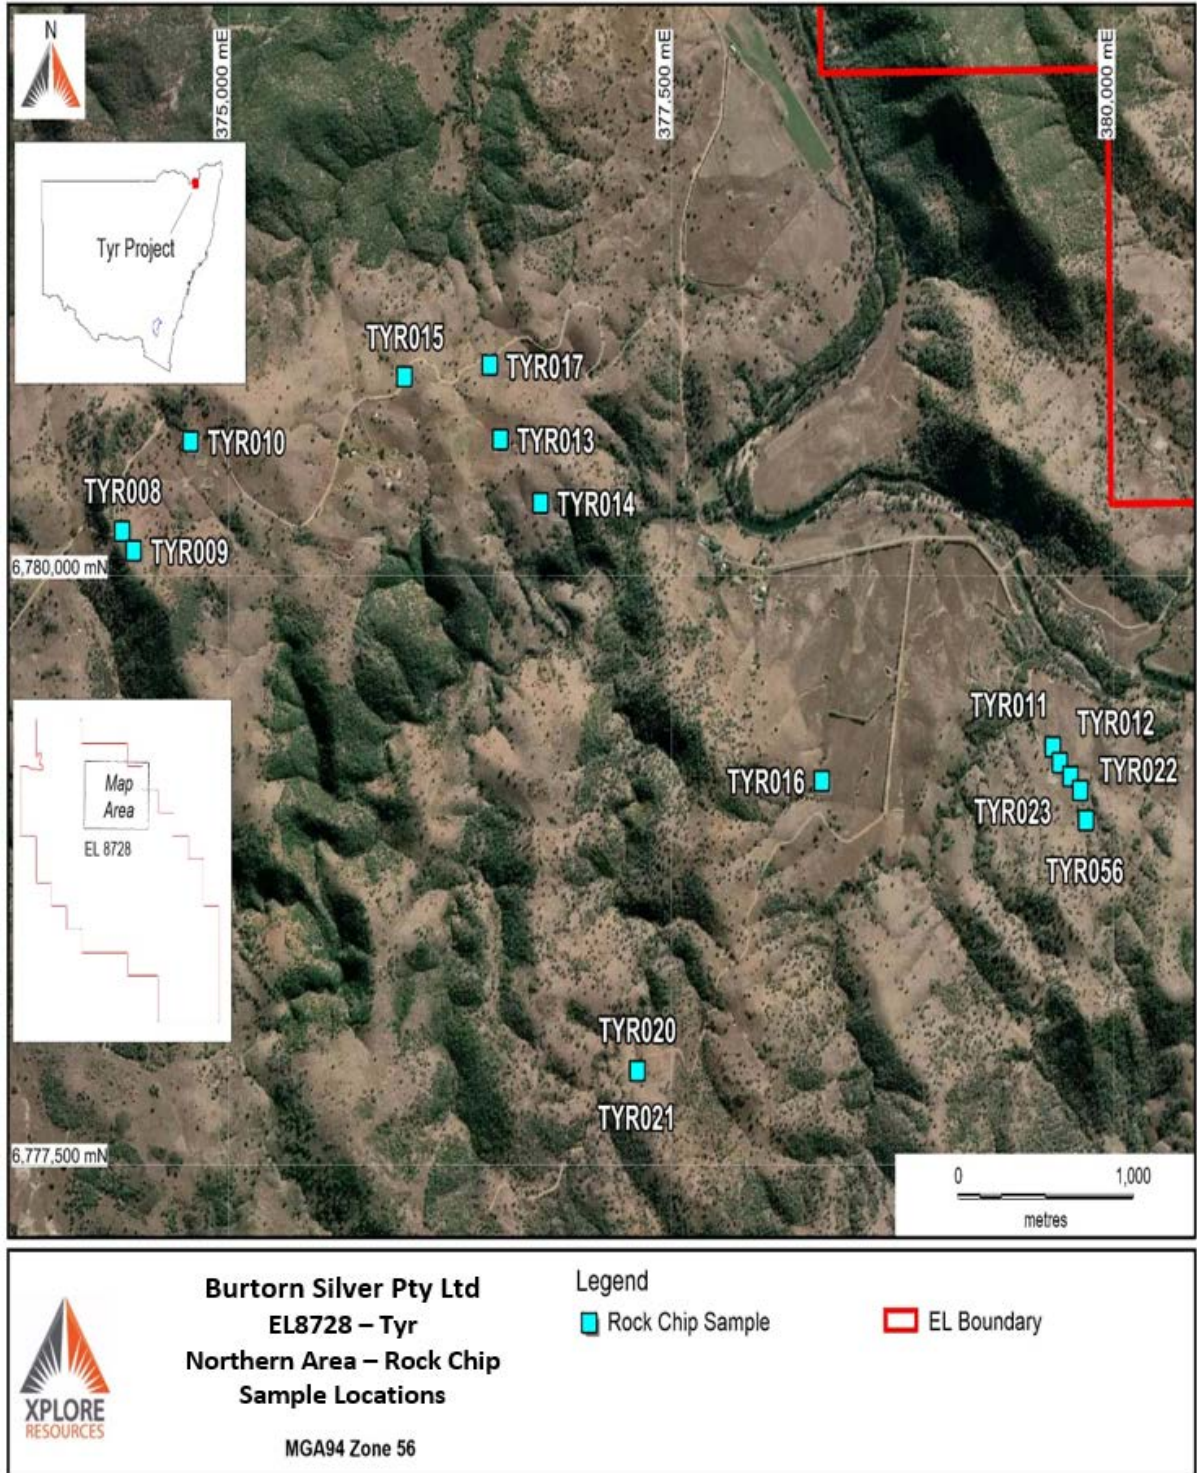 N
375,000 mE
377,500 mE
380,000 mE
Tyr Project
TYR015
TYR017
TYR010
TYR013
TYR008
TYR014
TYR009
6,780,000 mN
Map
Area
EL 8728
TYR011
TYR012
TYR016
TYR022
TYR023
TYR056
TYR020
TYR021
6,777,500 mN
0 1,000
metres
Burtorn Silver Pty Ltd
EL8728 – Tyr
Northern Area – Rock Chip
Sample Locations
MGA94 Zone 56
Legend
Rock Chip Sample
EL Boundary
XPLORE
RESOURCES